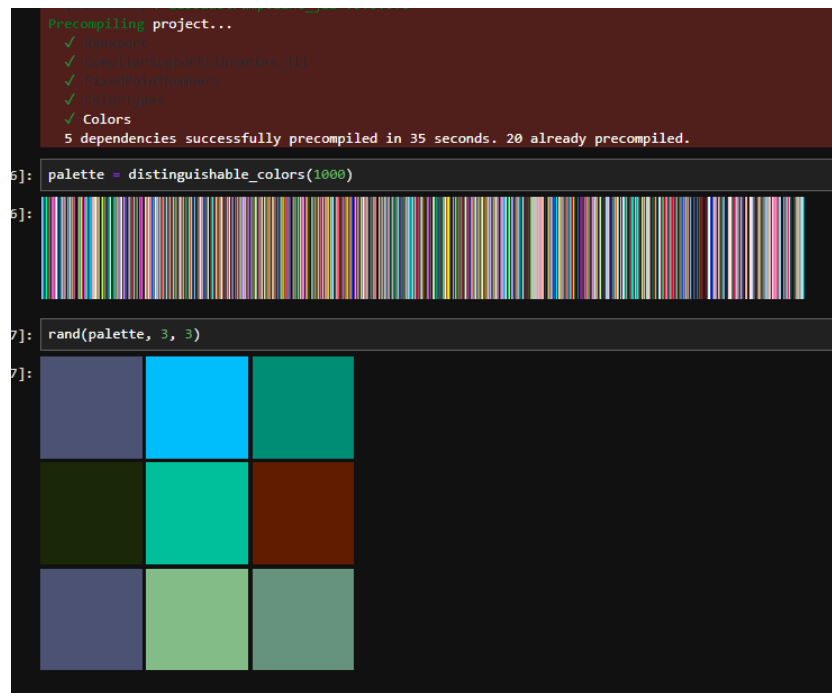 Precompiling project...
✓
✓
✓
✓
✓ Colors
5 dependencies successfully precompiled in 35 seconds. 20 already precompiled.
6]: palette = distinguishable_colors(1000)
6]:
7]: rand(palette, 3, 3)
7]: